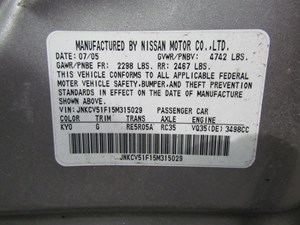 MANUFACTURED BY NISSAN MOTOR CO.,LTD.
DATE: 07/05 GVWR/PNBV: 4742 LBS.
GAWR/PNBE FR: 2298 LBS. RR: 2467 LBS.
THIS VEHICLE CONFORMS TO ALL APPLICABLE FEDERAL
MOTOR VEHICLE SAFETY,BUMPER,AND THEFT PREVENTION
STANDARDS IN EFFECT ON THE DATE OF MANUFACTURE
SHOWN ABOVE.
VIN: JNKCV51F15M315029 PASSENGER CAR
COLOR TRIM TRANS AXLE ENGINE
KY0 G RE5R05A RC35 VQ35(DE) 3498CC
JNKCV51F15M315029